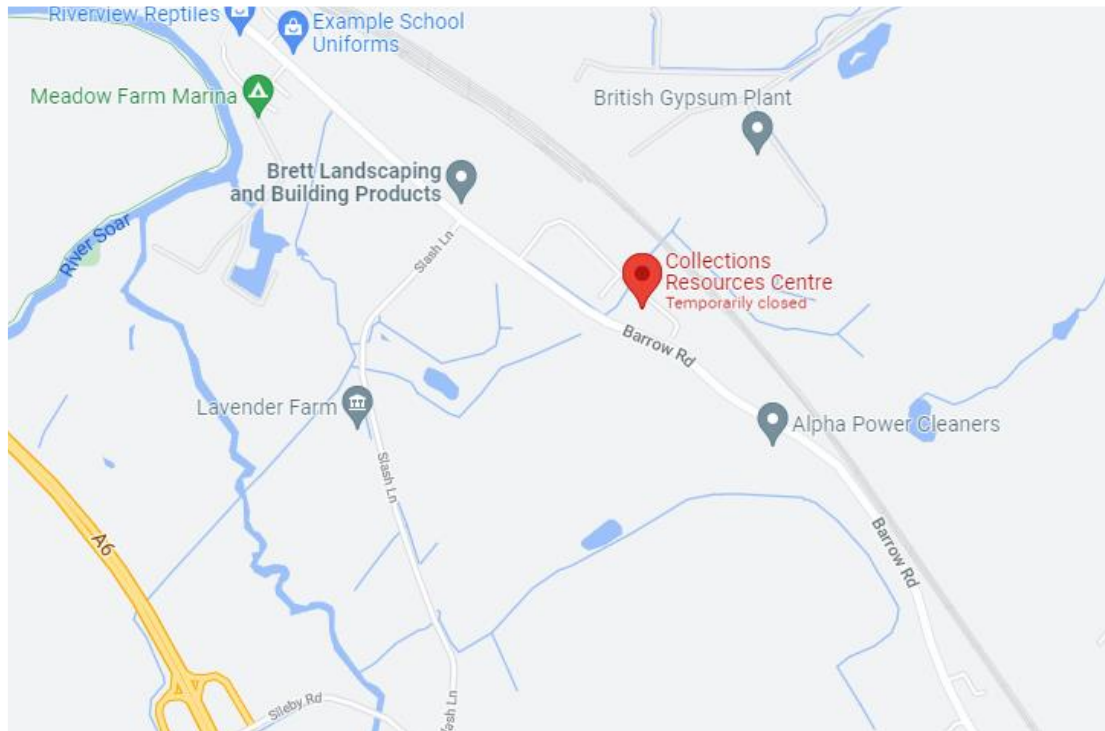 Riverview Reptiles
Example School
Uniforms
Meadow Farm Marina
British Gypsum Plant
Brett Landscaping
and Building Products
River Soar
Slash Ln
Collections
Resources Centre
Temporarily closed
Barrow Rd
Lavender Farm
Alpha Power Cleaners
Slash Ln
A6
Barrow Rd
Sileby Rd
Slash Ln